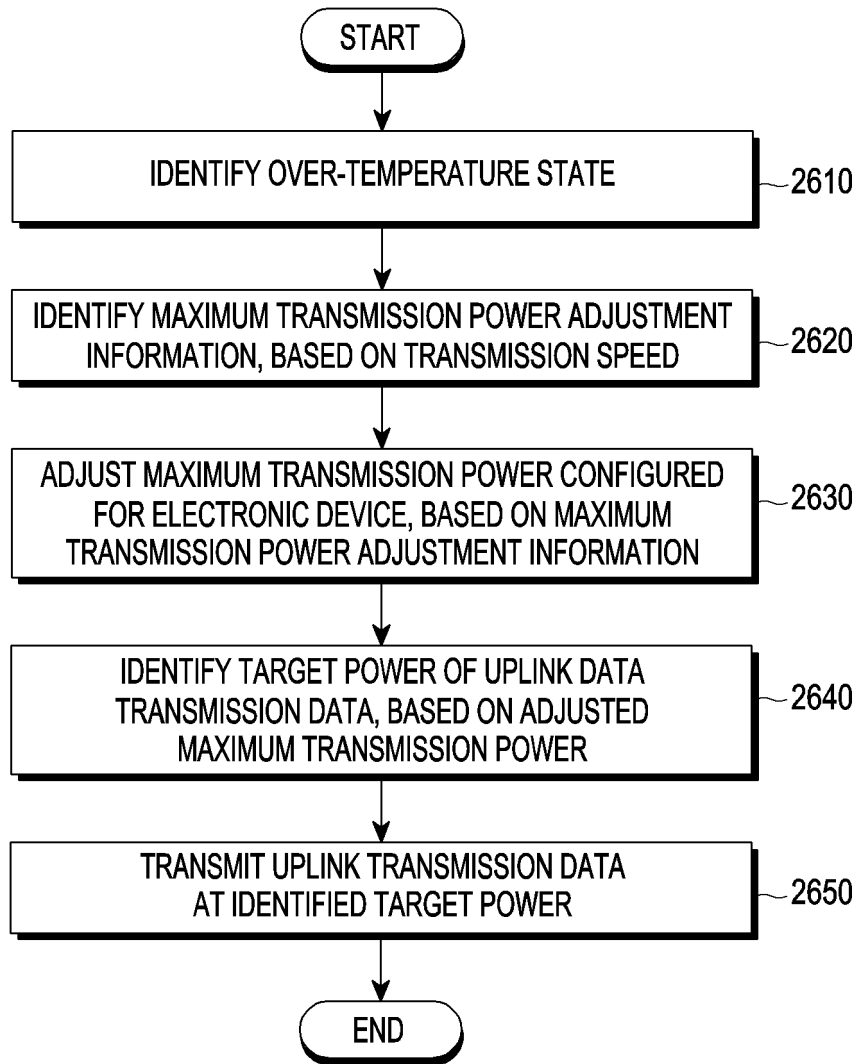 START
IDENTIFY OVER-TEMPERATURE STATE
2610
IDENTIFY MAXIMUM TRANSMISSION POWER ADJUSTMENT
INFORMATION, BASED ON TRANSMISSION SPEED
2620
ADJUST MAXIMUM TRANSMISSION POWER CONFIGURED
FOR ELECTRONIC DEVICE, BASED ON MAXIMUM
TRANSMISSION POWER ADJUSTMENT INFORMATION
2630
IDENTIFY TARGET POWER OF UPLINK DATA
TRANSMISSION DATA, BASED ON ADJUSTED
MAXIMUM TRANSMISSION POWER
2640
TRANSMIT UPLINK TRANSMISSION DATA
AT IDENTIFIED TARGET POWER
2650
END